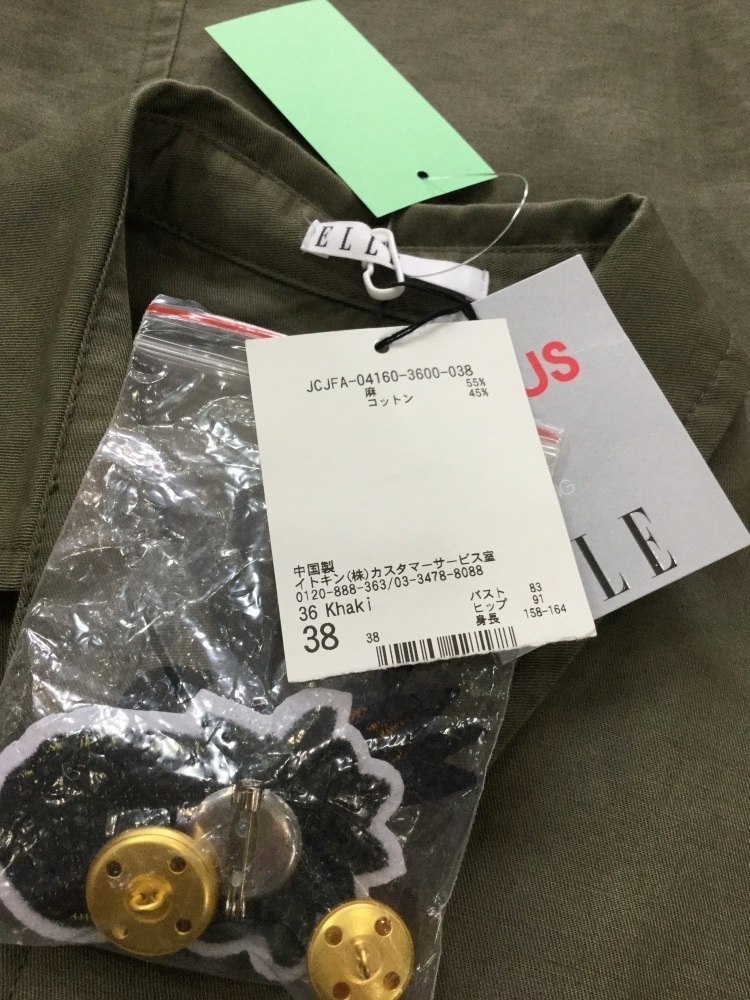 ELL
US
JCJFA-04160-3600-038
麻 55%
コットン 45%
LE
中国製
イトキン(株)カスタマーサービス室
0120-888-363/03-3478-8088
36 Khaki
38
38
バスト 83
ヒップ 91
身長 158-164